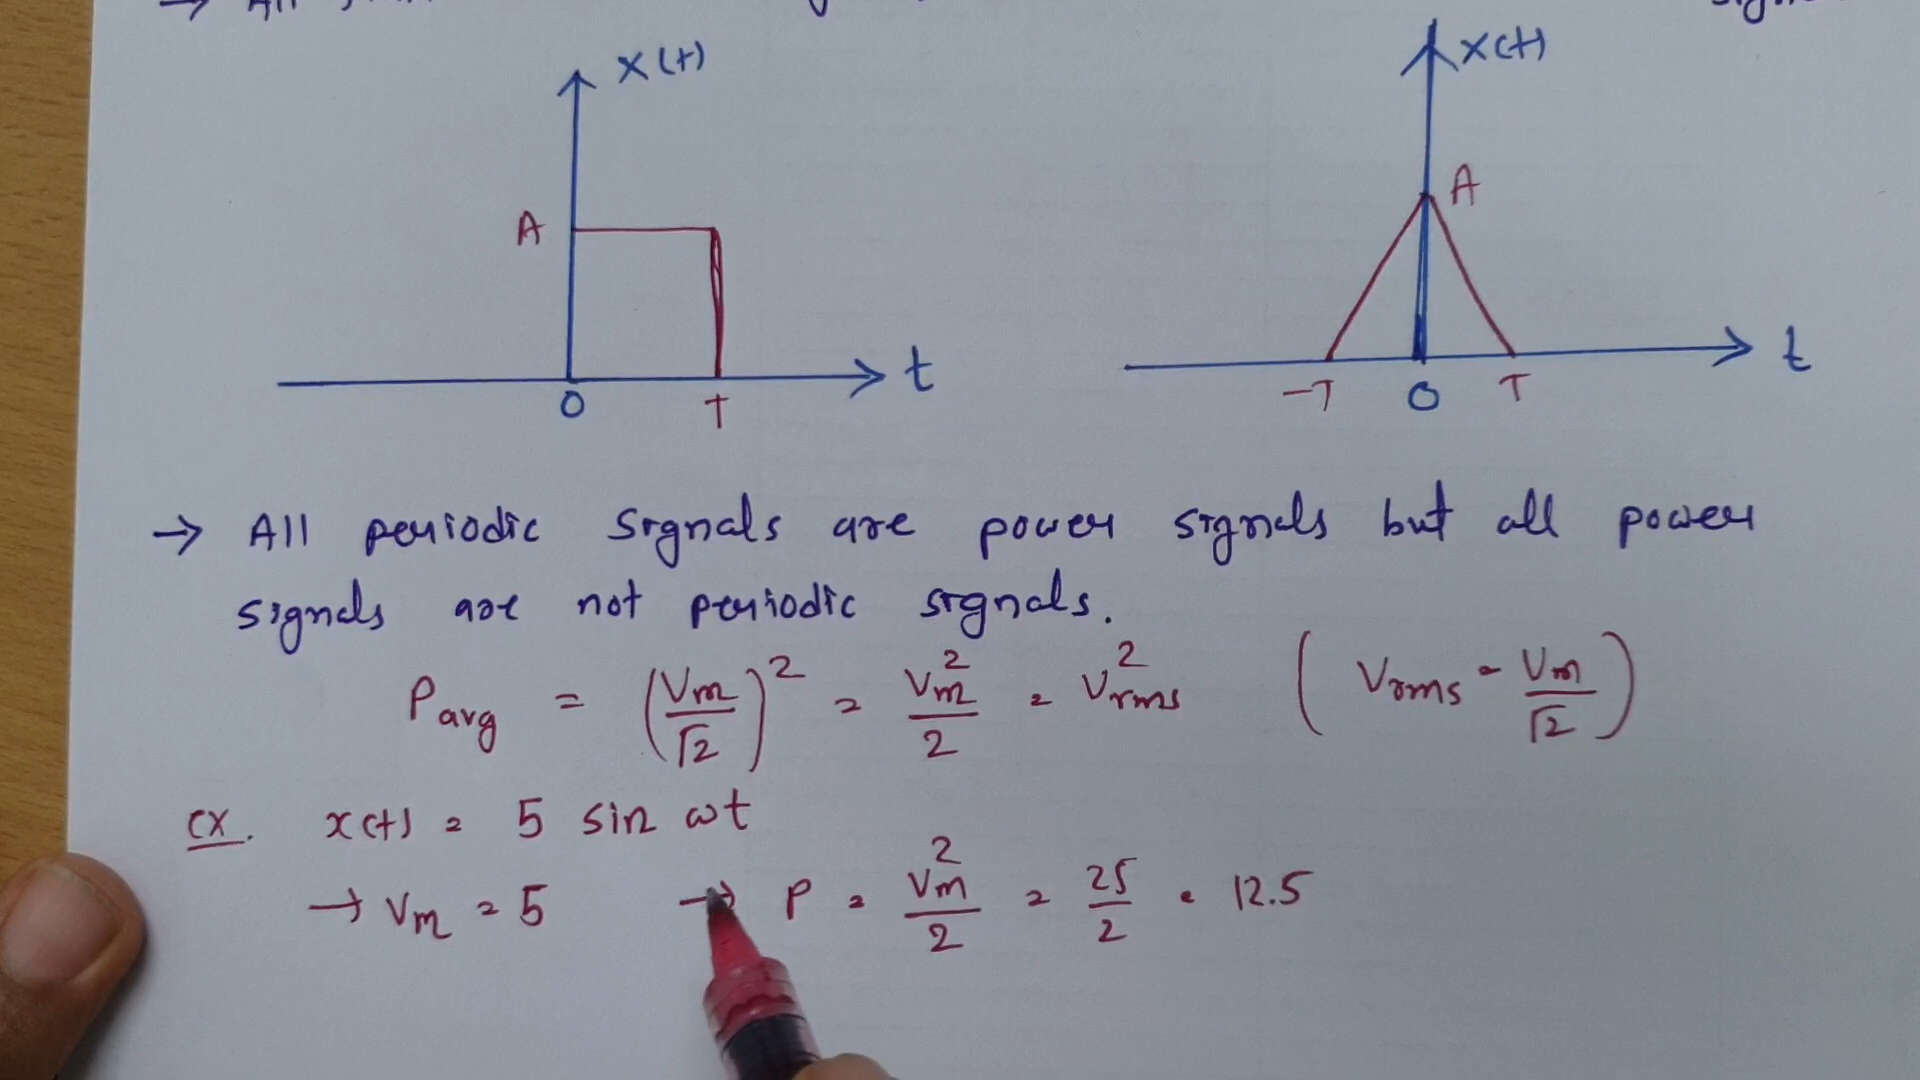 x(t)
A
0
T
t
x(t)
A
-T
0
T
t
→ All periodic signals are power signals but all power
signals are not periodic signals.
Pavg = (Vm/√2)² = Vm²/2 = Vrms² (Vrms = Vm/√2)
ex. x(t) = 5 sin ωt
→ Vm = 5 → P = Vm²/2 = 25/2 = 12.5